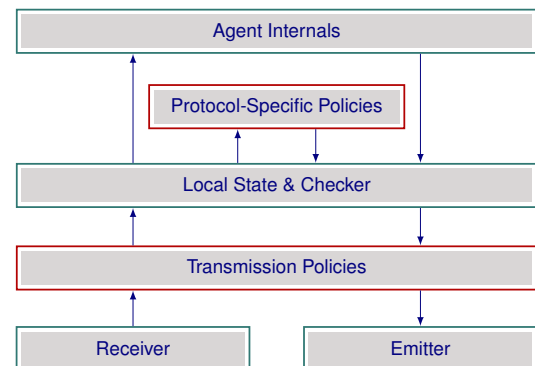 Agent Internals
Protocol-Specific Policies
Local State & Checker
Transmission Policies
Receiver
Emitter